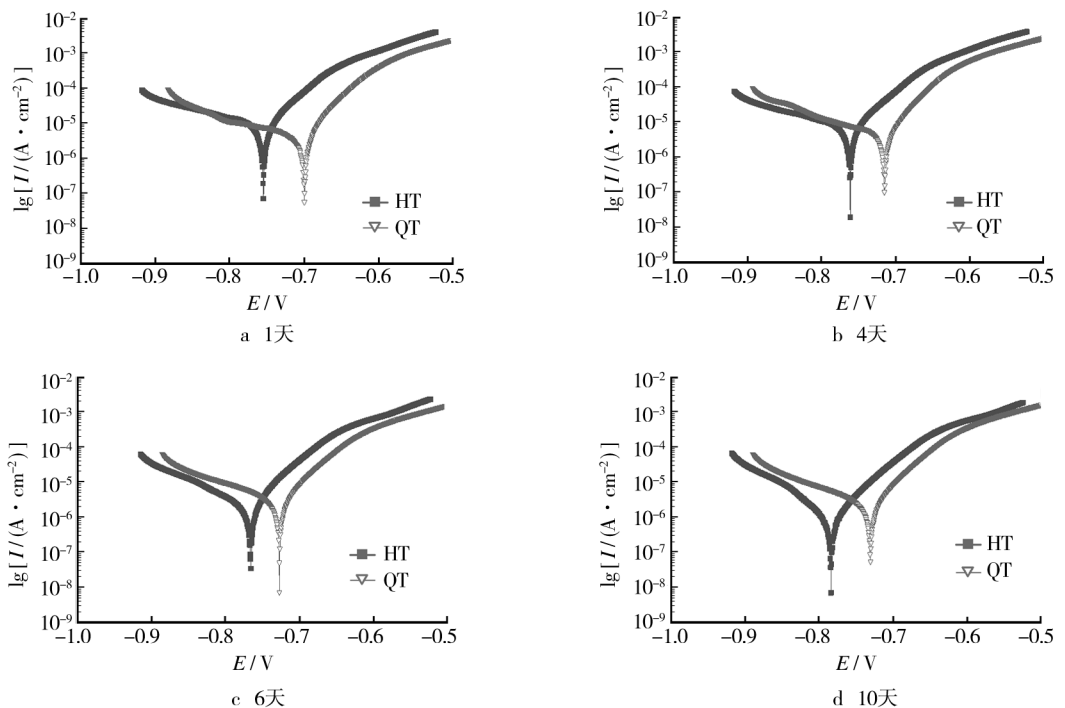 lg[I/(A·cm⁻²)]
10⁻²
10⁻³
10⁻⁴
10⁻⁵
10⁻⁶
10⁻⁷
10⁻⁸
10⁻⁹
HT
QT
−1.0 −0.9 −0.8 −0.7 −0.6 −0.5
E/V
a 1天
lg[I/(A·cm⁻²)]
10⁻²
10⁻³
10⁻⁴
10⁻⁵
10⁻⁶
10⁻⁷
10⁻⁸
10⁻⁹
HT
QT
−1.0 −0.9 −0.8 −0.7 −0.6 −0.5
E/V
b 4天
lg[I/(A·cm⁻²)]
10⁻²
10⁻³
10⁻⁴
10⁻⁵
10⁻⁶
10⁻⁷
10⁻⁸
10⁻⁹
HT
QT
−1.0 −0.9 −0.8 −0.7 −0.6 −0.5
E/V
c 6天
lg[I/(A·cm⁻²)]
10⁻²
10⁻³
10⁻⁴
10⁻⁵
10⁻⁶
10⁻⁷
10⁻⁸
10⁻⁹
HT
QT
−1.0 −0.9 −0.8 −0.7 −0.6 −0.5
E/V
d 10天